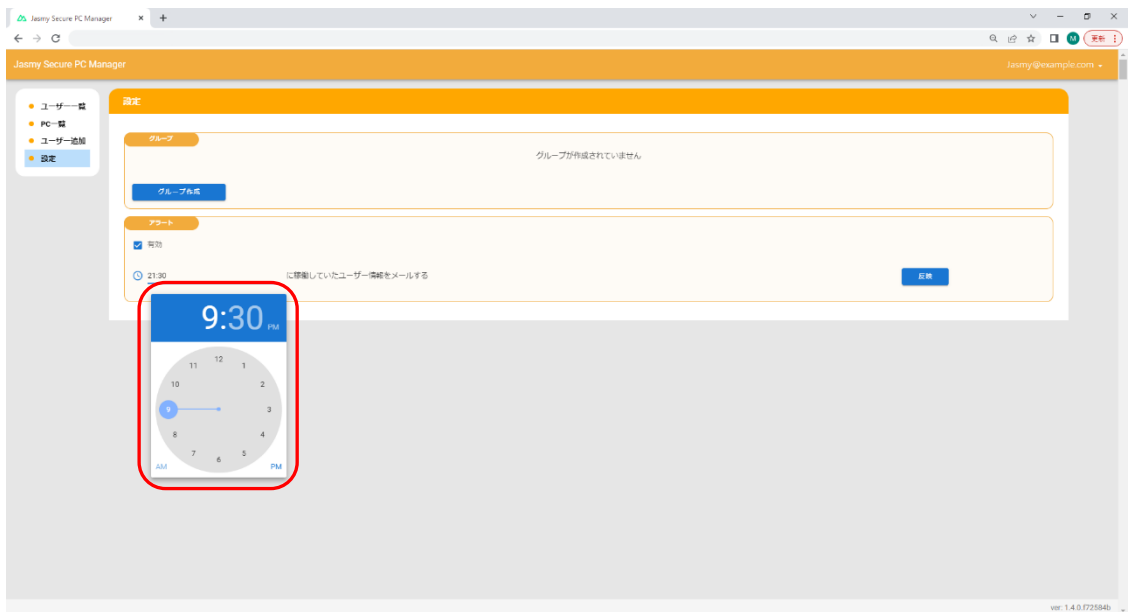 Jasmy Secure PC Manager
更新
Jasmy Secure PC Manager
Jasmy@example.com
ユーザー一覧
PC一覧
ユーザー追加
設定
設定
グループ
グループが作成されていません
グループ作成
アラート
有効
21:30 に稼働していたユーザー情報をメールする
反映
9:30 PM
12
11 1
10 2
9 3
8 4
7 5
6
AM PM
ver: 1.4.0.f72584b